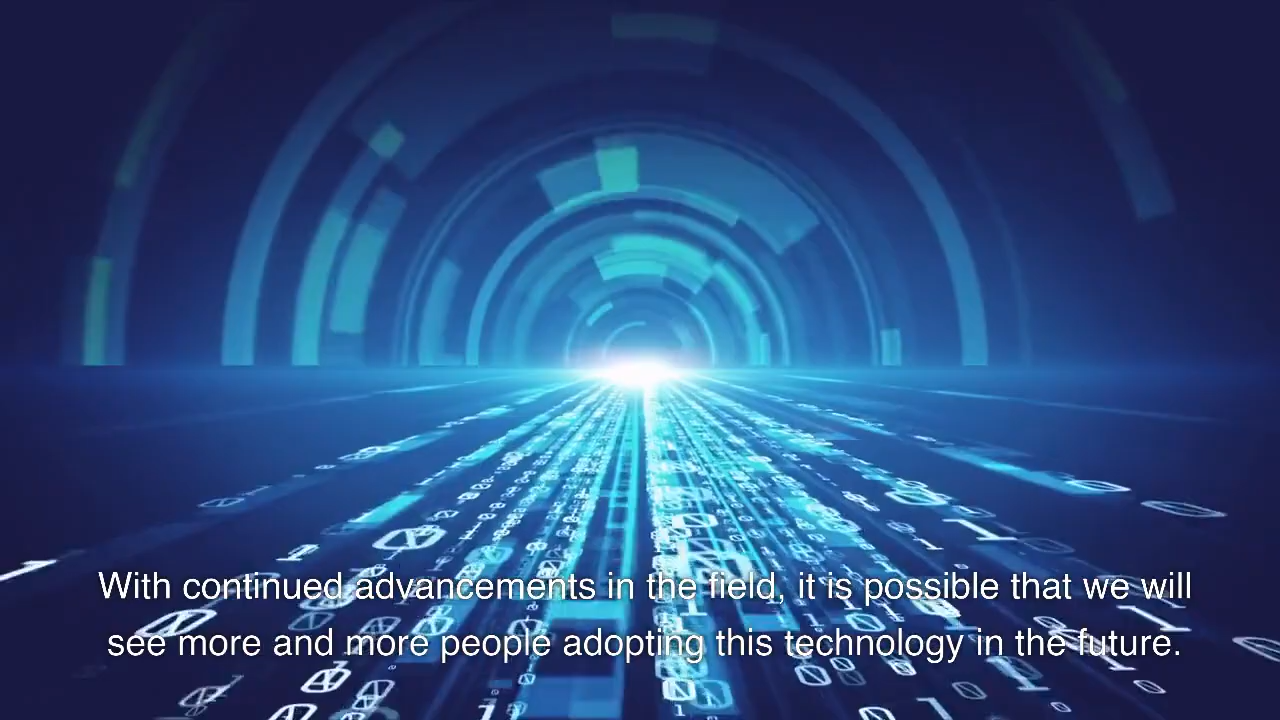 With continued advancements in the field, it is possible that we will
see more and more people adopting this technology in the future.